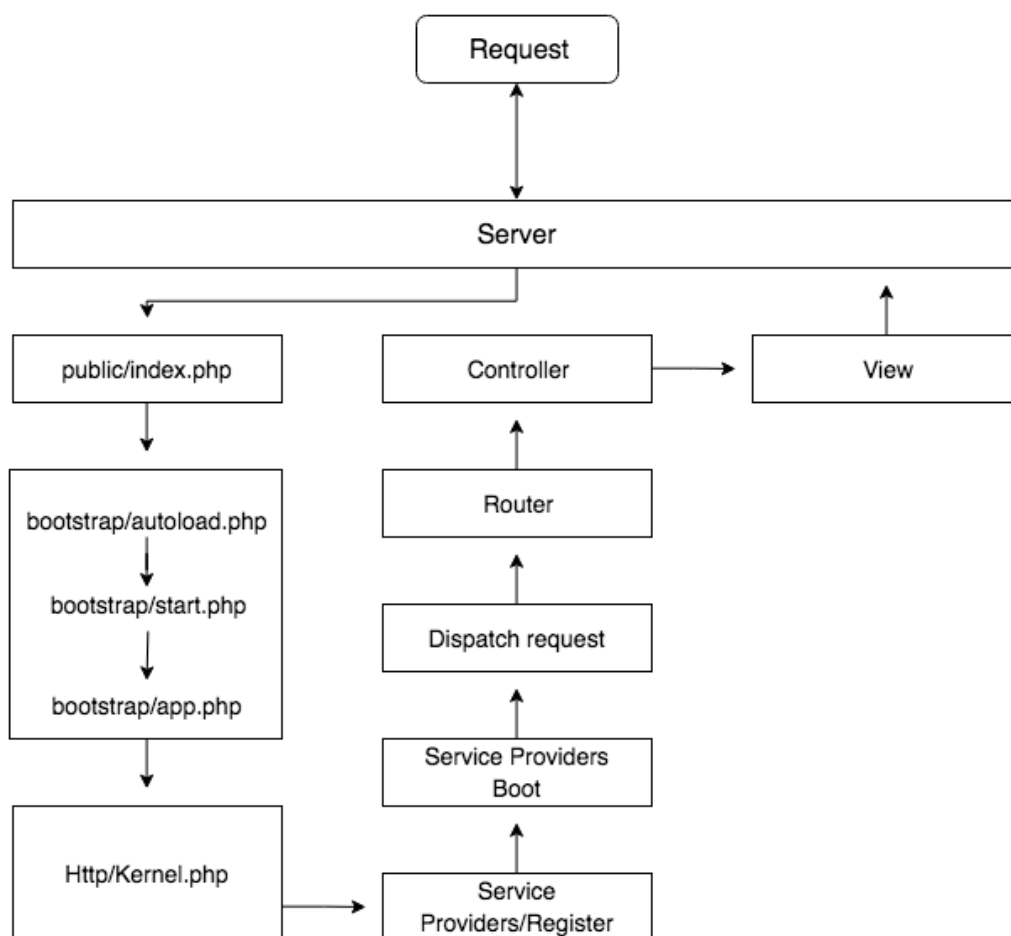 Request
Server
public/index.php
bootstrap/autoload.php
bootstrap/start.php
bootstrap/app.php
Http/Kernel.php
Service
Providers/Register
Service Providers
Boot
Dispatch request
Router
Controller
View